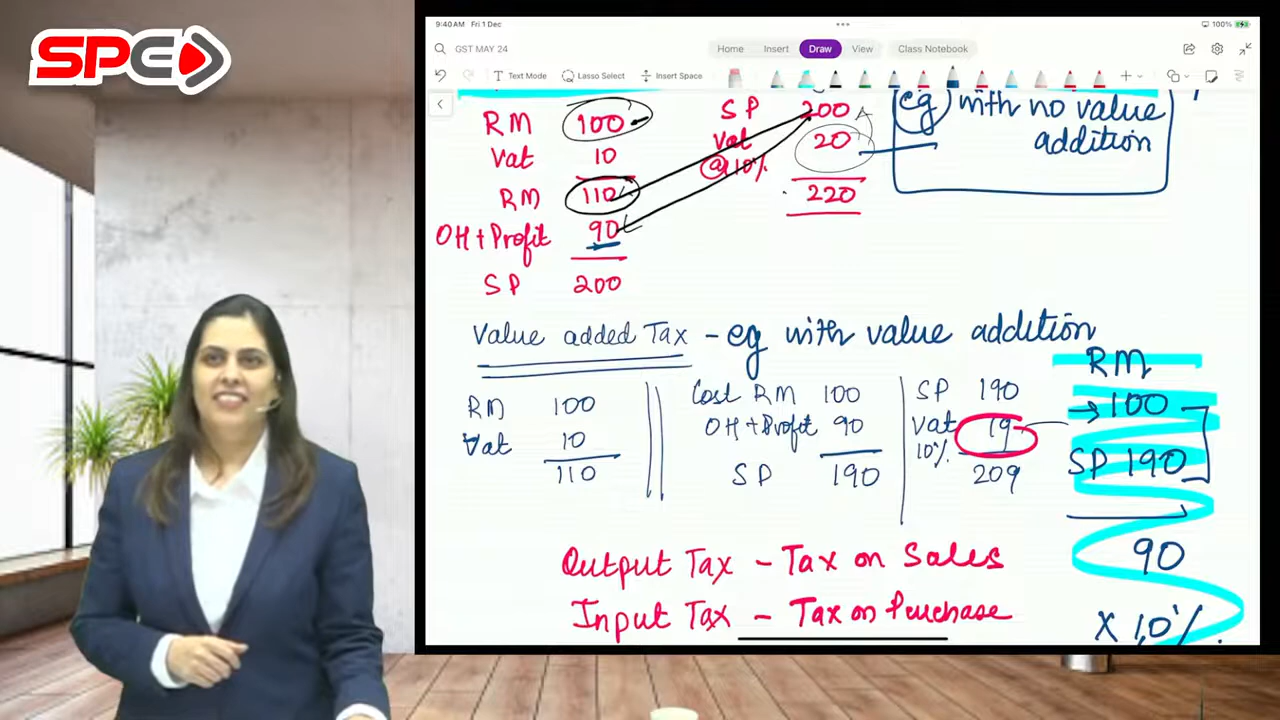 SPED
9:40 AM Fri 1 Dec
100%
GST MAY 24
Home Insert Draw View Class Notebook
Text Mode Lasso Select Insert Space
RM 100
Vat 10
RM 110
OH + Profit 90
SP 200
SP 200
Vat 20
@10%
220
eg with no value
addition
Value added Tax - eg with value addition
RM 100
Vat 10
110
Cost RM 100
OH + Profit 90
SP 190
SP 190
Vat 19
10%
209
RM
→ 100
SP 190
90
X 10%
Output Tax - Tax on Sales
Input Tax - Tax on Purchase